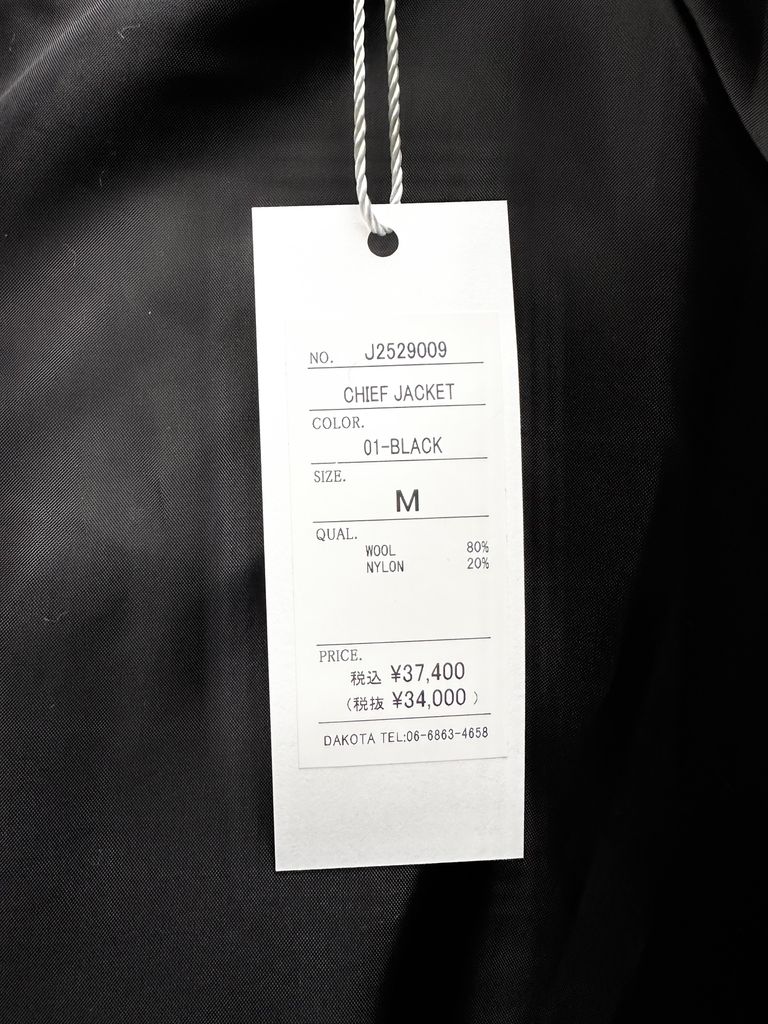 NO. J2529009
CHIEF JACKET
COLOR.
01-BLACK
SIZE.
M
QUAL.
WOOL 80%
NYLON 20%
PRICE.
税込 ¥37,400
(税抜 ¥34,000 )
DAKOTA TEL:06-6863-4658